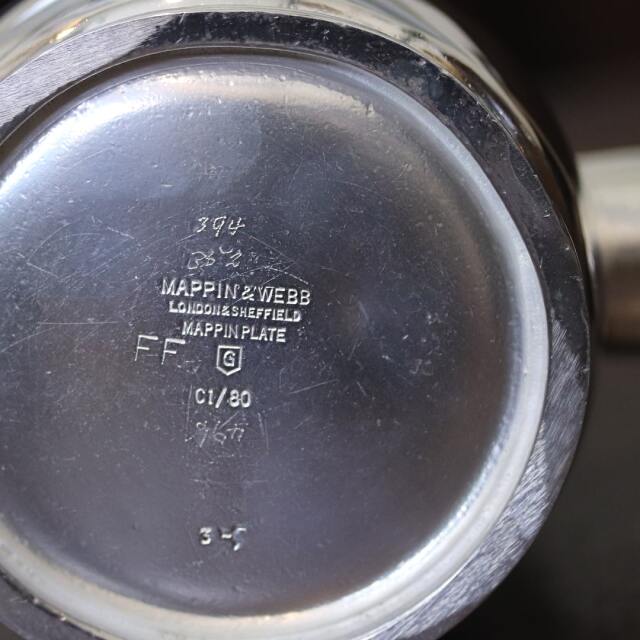 394
MAPPIN & WEBB
LONDON & SHEFFIELD
MAPPIN PLATE
FF G
C1/80
3-5